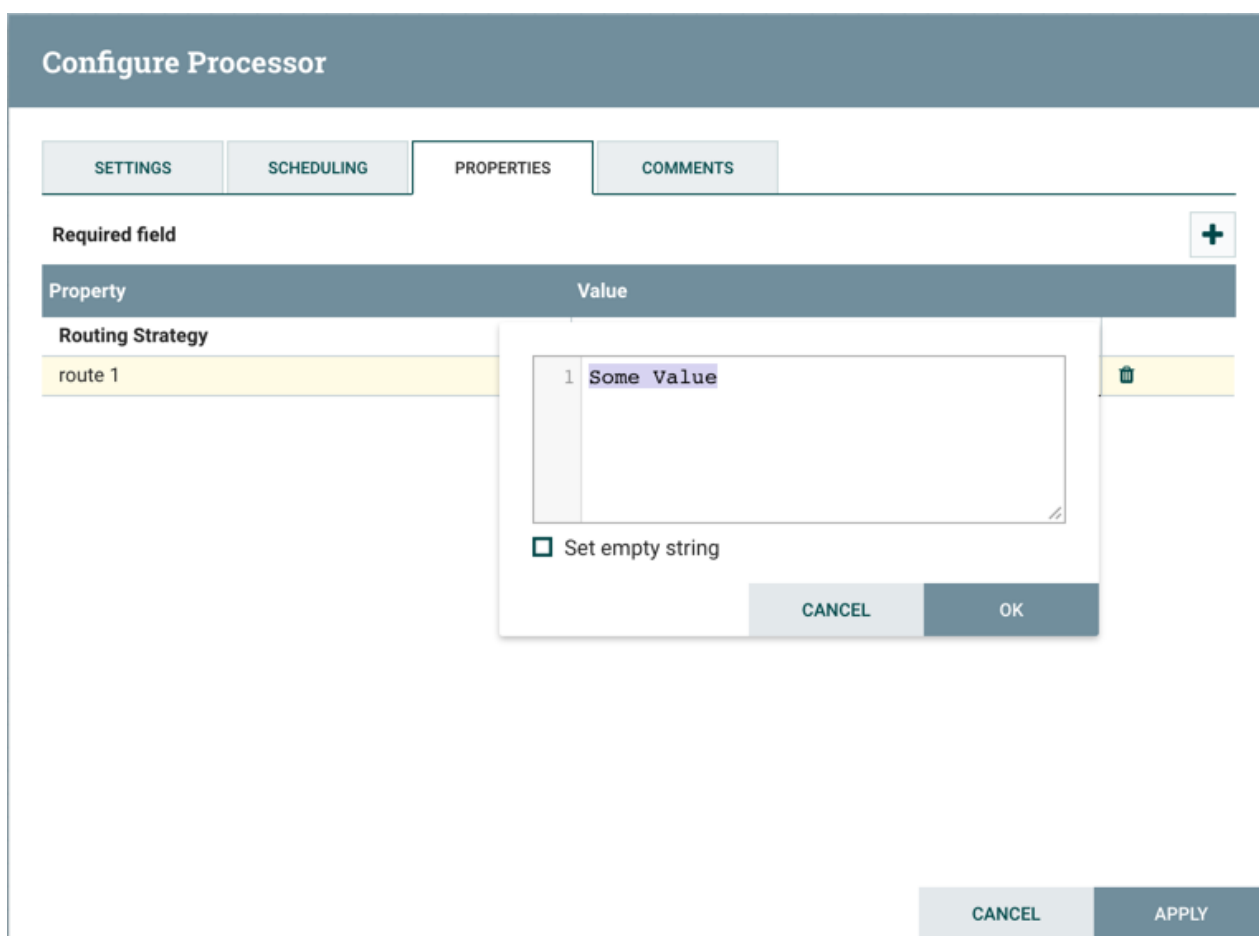 Configure Processor
SETTINGS SCHEDULING PROPERTIES COMMENTS
Required field
Property Value
Routing Strategy
route 1
1 Some Value
Set empty string
CANCEL OK
CANCEL APPLY